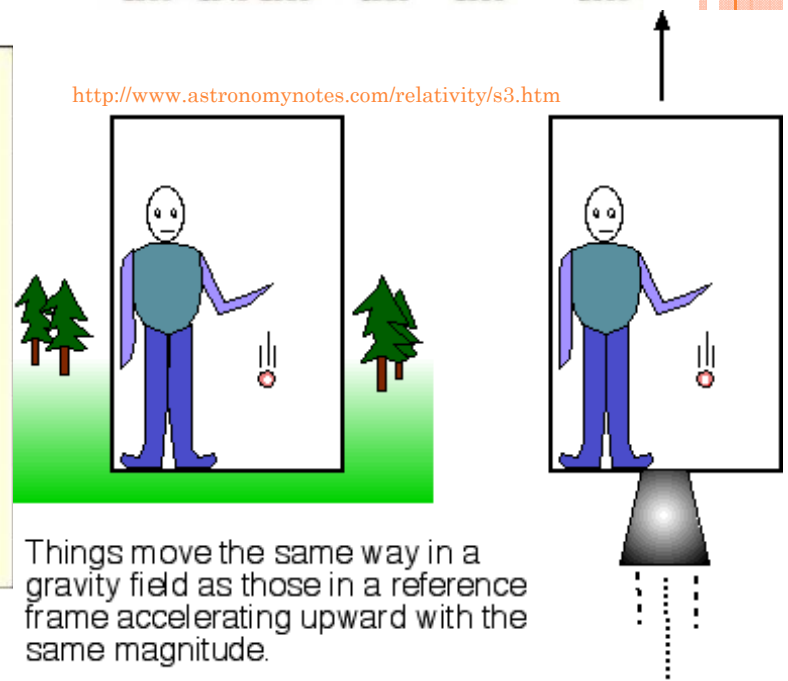 http://www.astronomynotes.com/relativity/s3.htm
Things move the same way in a
gravity field as those in a reference
frame accelerating upward with the
same magnitude.